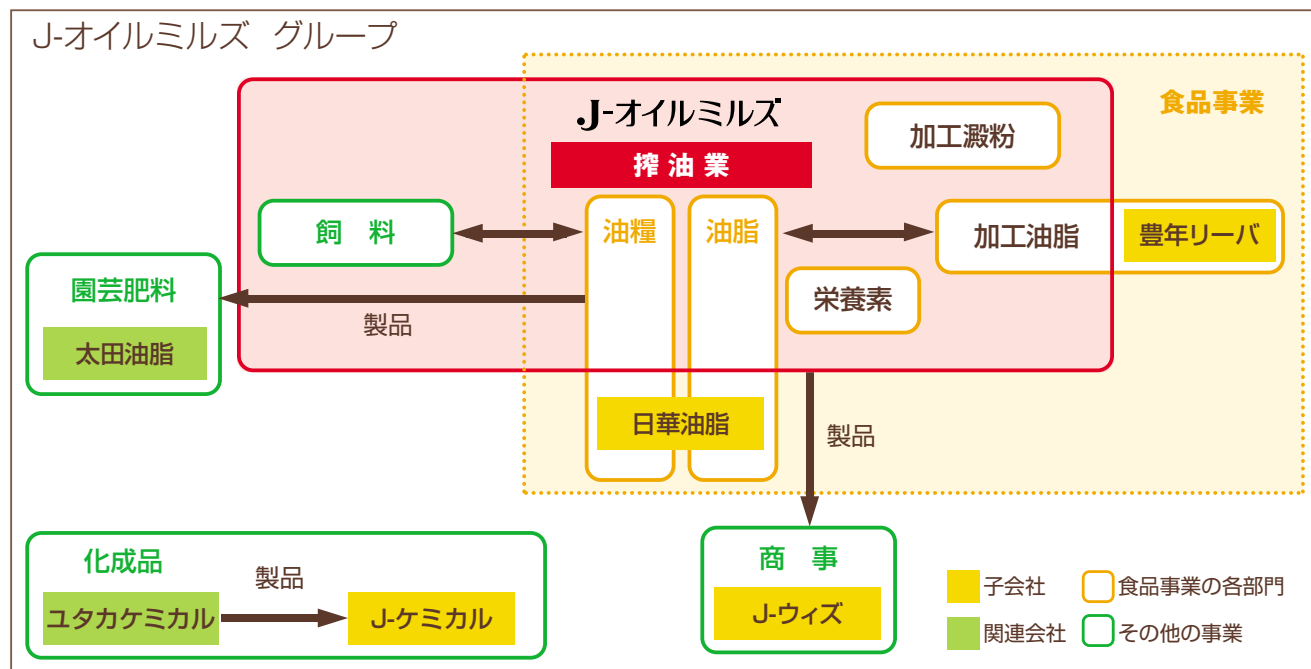 J-オイルミルズ グループ
食品事業
J-オイルミルズ
搾油業
加工澱粉
飼 料
油糧
油脂
加工油脂
豊年リーバ
園芸肥料
太田油脂
製品
栄養素
日華油脂
製品
化成品
ユタカケミカル
製品
J-ケミカル
商 事
J-ウィズ
子会社
食品事業の各部門
関連会社
その他の事業